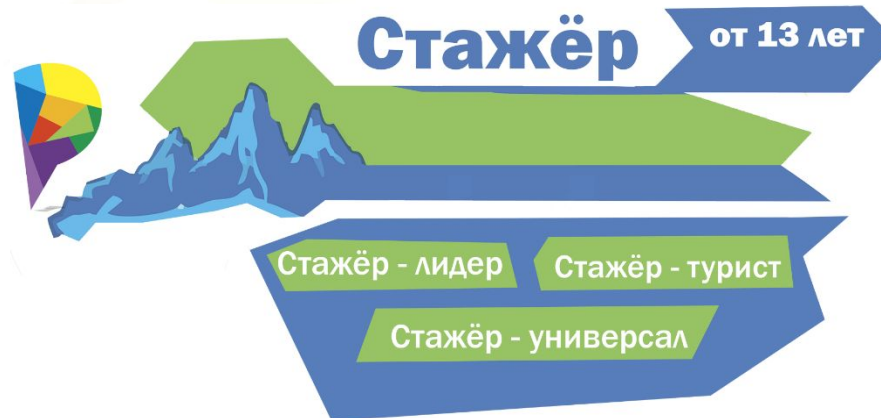 Стажёр
от 13 лет
Стажёр - лидер
Стажёр - турист
Стажёр - универсал